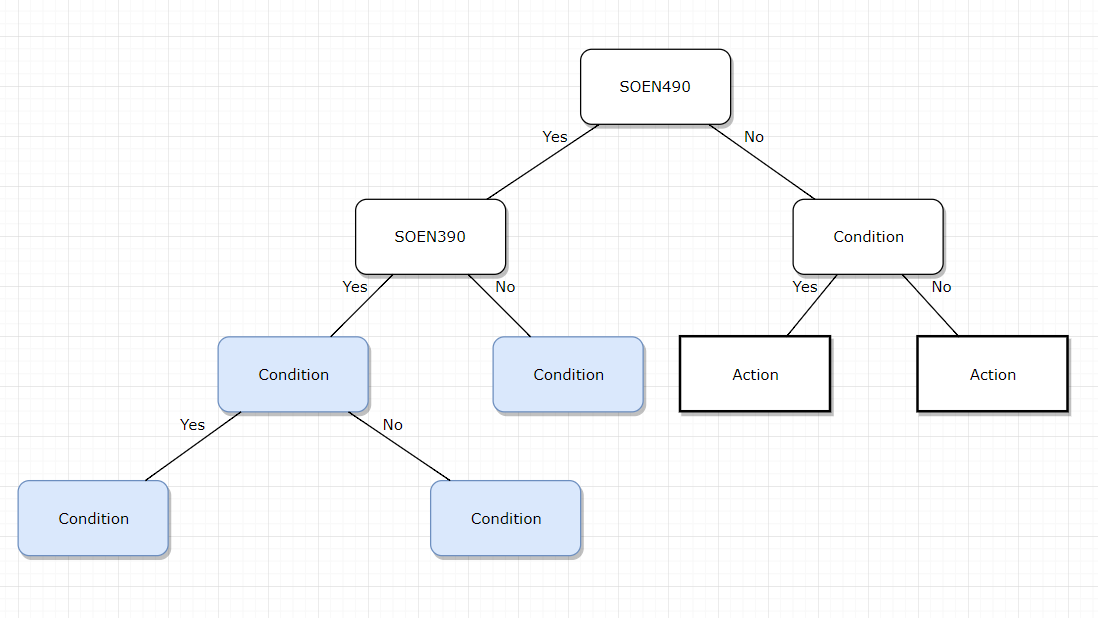 SOEN490
Yes
No
SOEN390
Condition
Yes
No
Yes
No
Condition
Condition
Action
Action
Yes
No
Condition
Condition